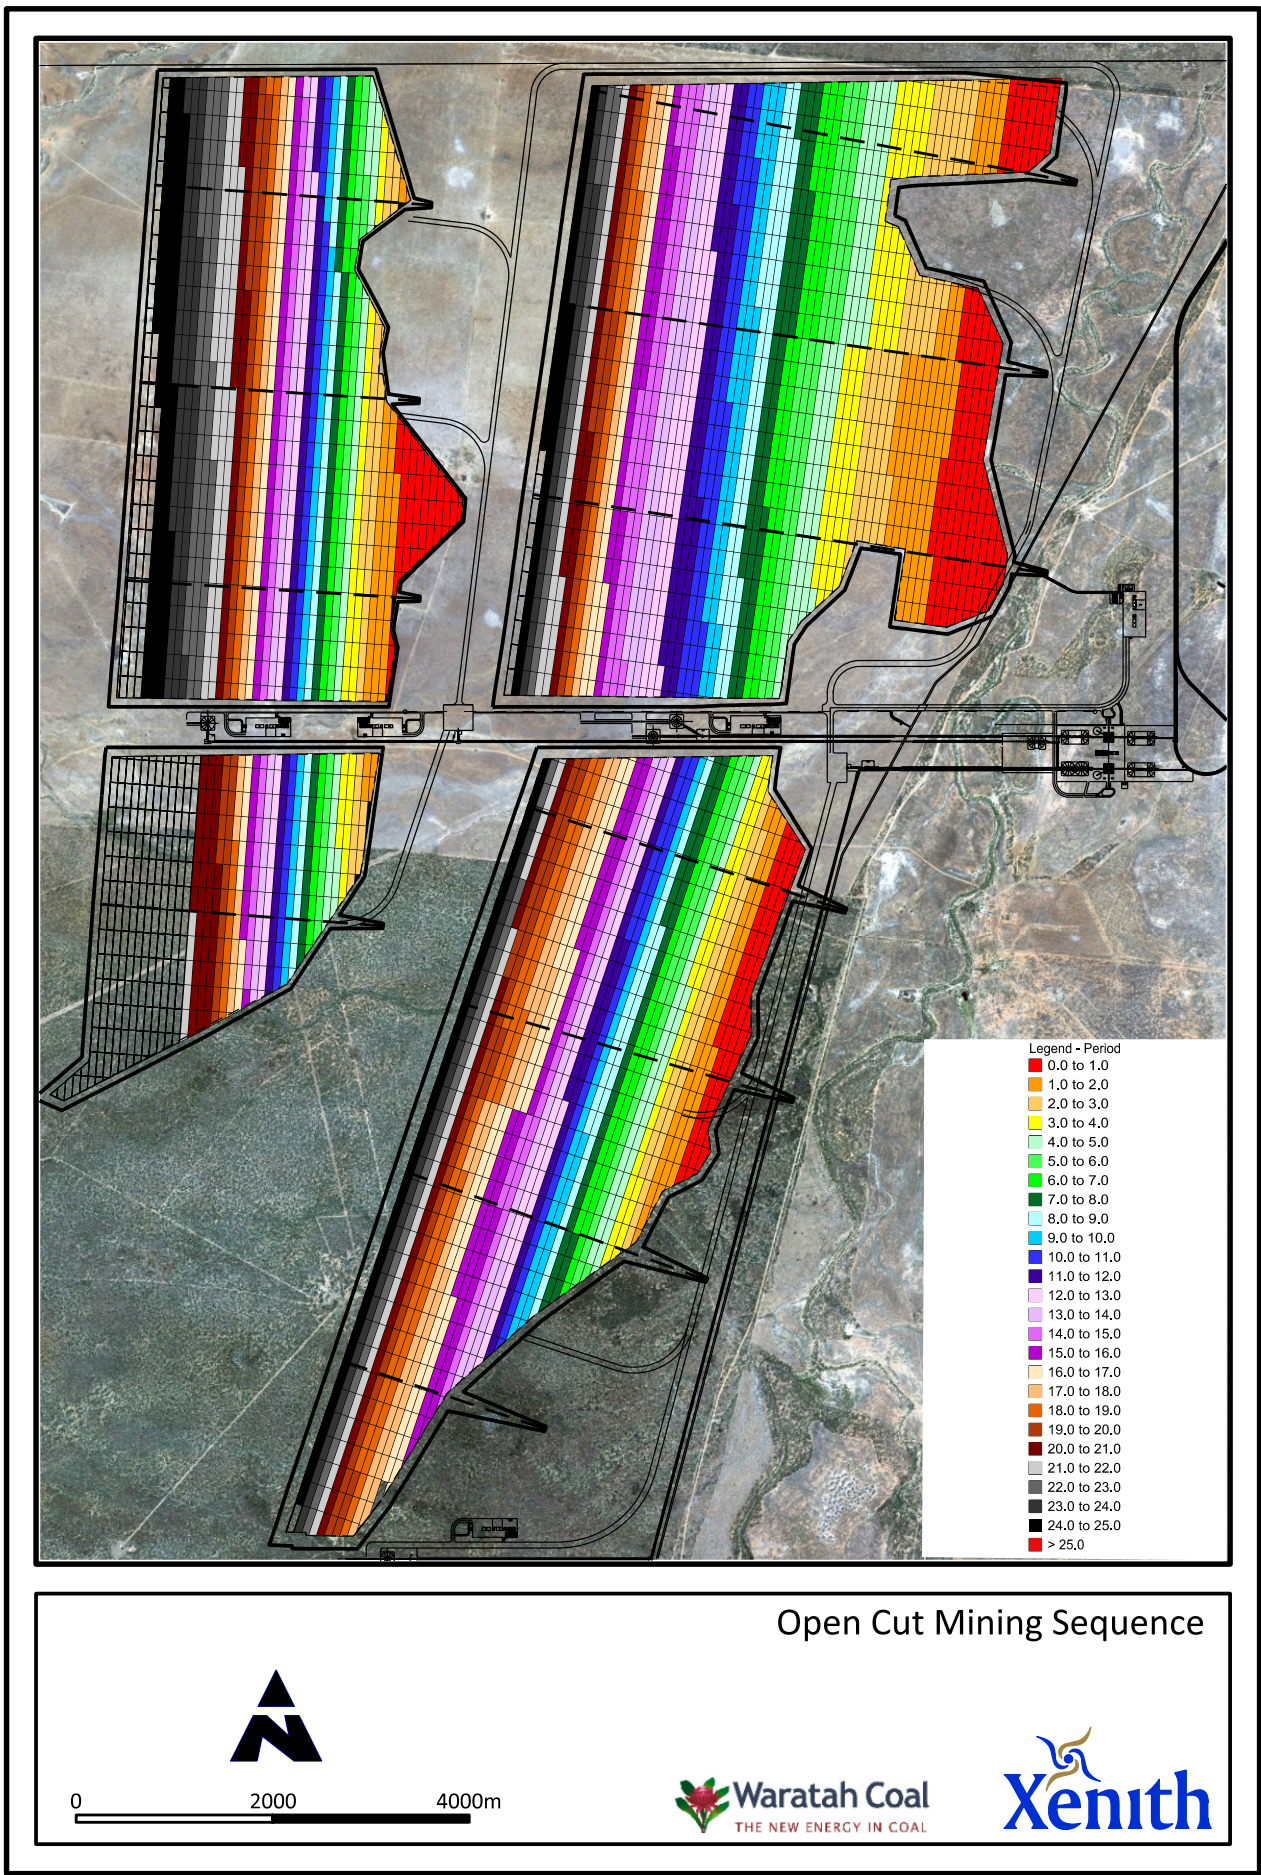 Legend - Period
0.0 to 1.0
1.0 to 2.0
2.0 to 3.0
3.0 to 4.0
4.0 to 5.0
5.0 to 6.0
6.0 to 7.0
7.0 to 8.0
8.0 to 9.0
9.0 to 10.0
10.0 to 11.0
11.0 to 12.0
12.0 to 13.0
13.0 to 14.0
14.0 to 15.0
15.0 to 16.0
16.0 to 17.0
17.0 to 18.0
18.0 to 19.0
19.0 to 20.0
20.0 to 21.0
21.0 to 22.0
22.0 to 23.0
23.0 to 24.0
24.0 to 25.0
> 25.0
Open Cut Mining Sequence
N
0 2000 4000m
Waratah Coal
THE NEW ENERGY IN COAL
Xenith